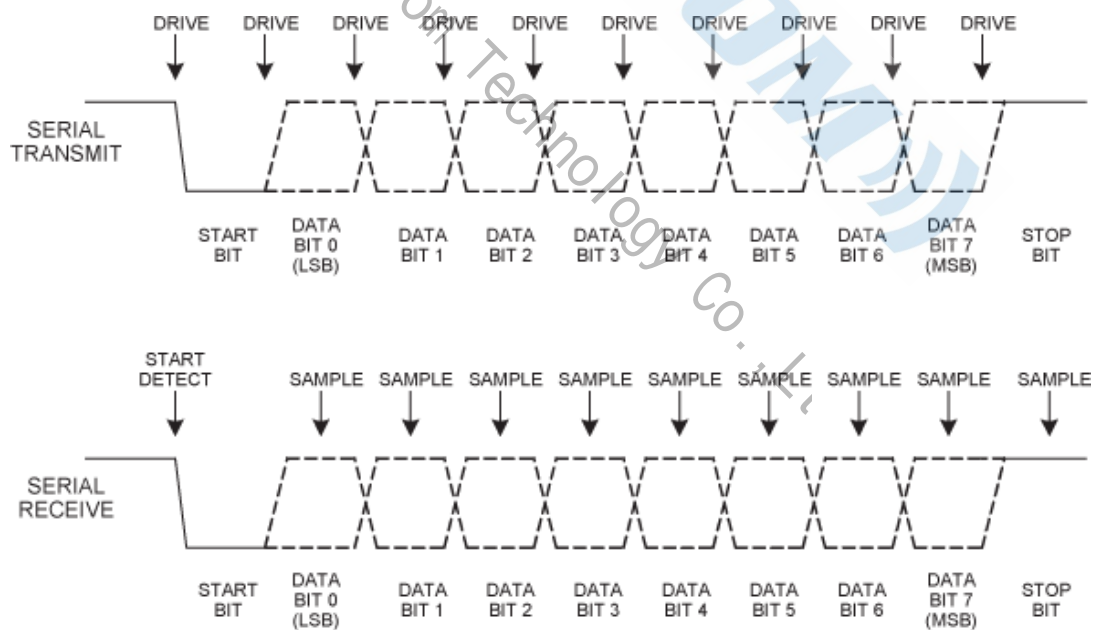 DRIVE DRIVE DRIVE DRIVE DRIVE DRIVE DRIVE DRIVE DRIVE DRIVE
SERIAL
TRANSMIT
START
BIT
DATA
BIT 0
(LSB)
DATA
BIT 1
DATA
BIT 2
DATA
BIT 3
DATA
BIT 4
DATA
BIT 5
DATA
BIT 6
DATA
BIT 7
(MSB)
STOP
BIT
Technology Co.,
START
DETECT
SAMPLE SAMPLE SAMPLE SAMPLE SAMPLE SAMPLE SAMPLE SAMPLE SAMPLE
SERIAL
RECEIVE
START
BIT
DATA
BIT 0
(LSB)
DATA
BIT 1
DATA
BIT 2
DATA
BIT 3
DATA
BIT 4
DATA
BIT 5
DATA
BIT 6
DATA
BIT 7
(MSB)
STOP
BIT